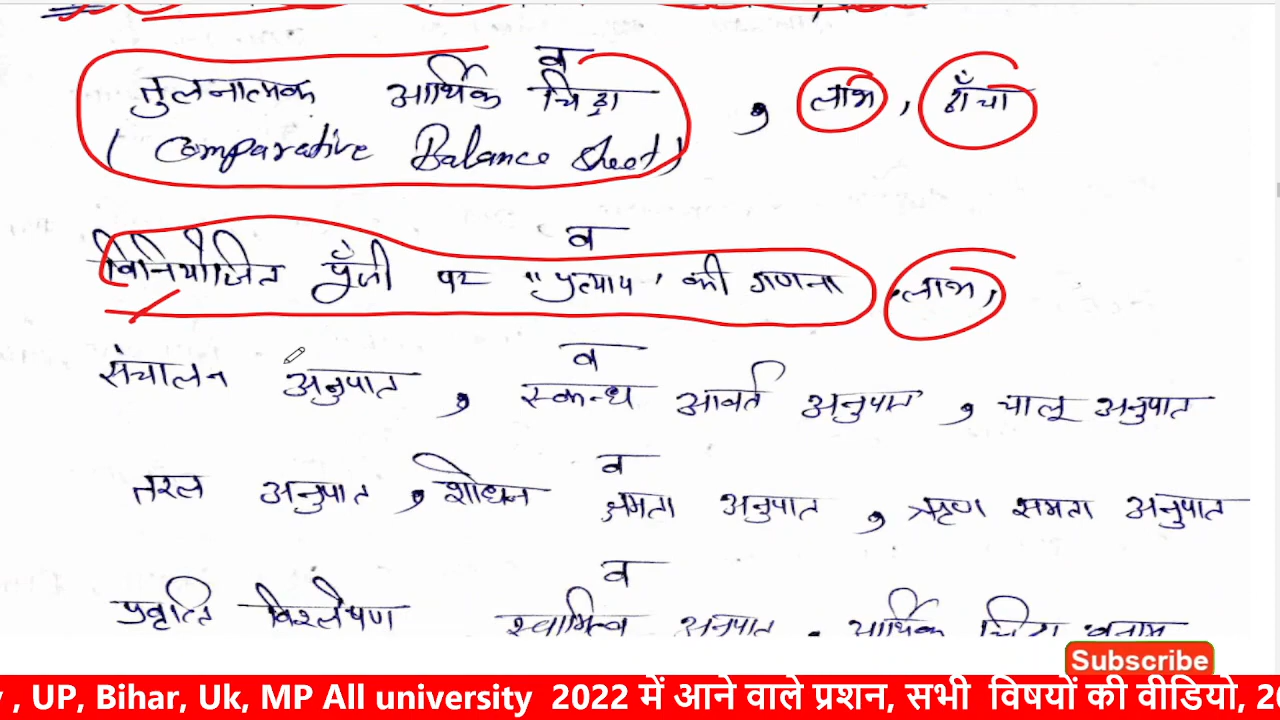 व
तुलनात्मक आर्थिक चिट्ठा , लाभ , ढाँचा
( Comparative Balance Sheet )
व
विनियोजित पूँजी पर "प्रत्याय' की गणना , लाभ,
व
संचालन अनुपात , स्कन्ध आवर्त अनुपात , चालू अनुपात
व
तरल अनुपात , शोधन क्षमता अनुपात , ऋण क्षमता अनुपात
व
प्रवृत्ति विश्लेषण स्वामित्व अनुपात . आर्थिक
Subscribe
, UP, Bihar, Uk, MP All university 2022 में आने वाले प्रशन, सभी विषयों की वीडियो,